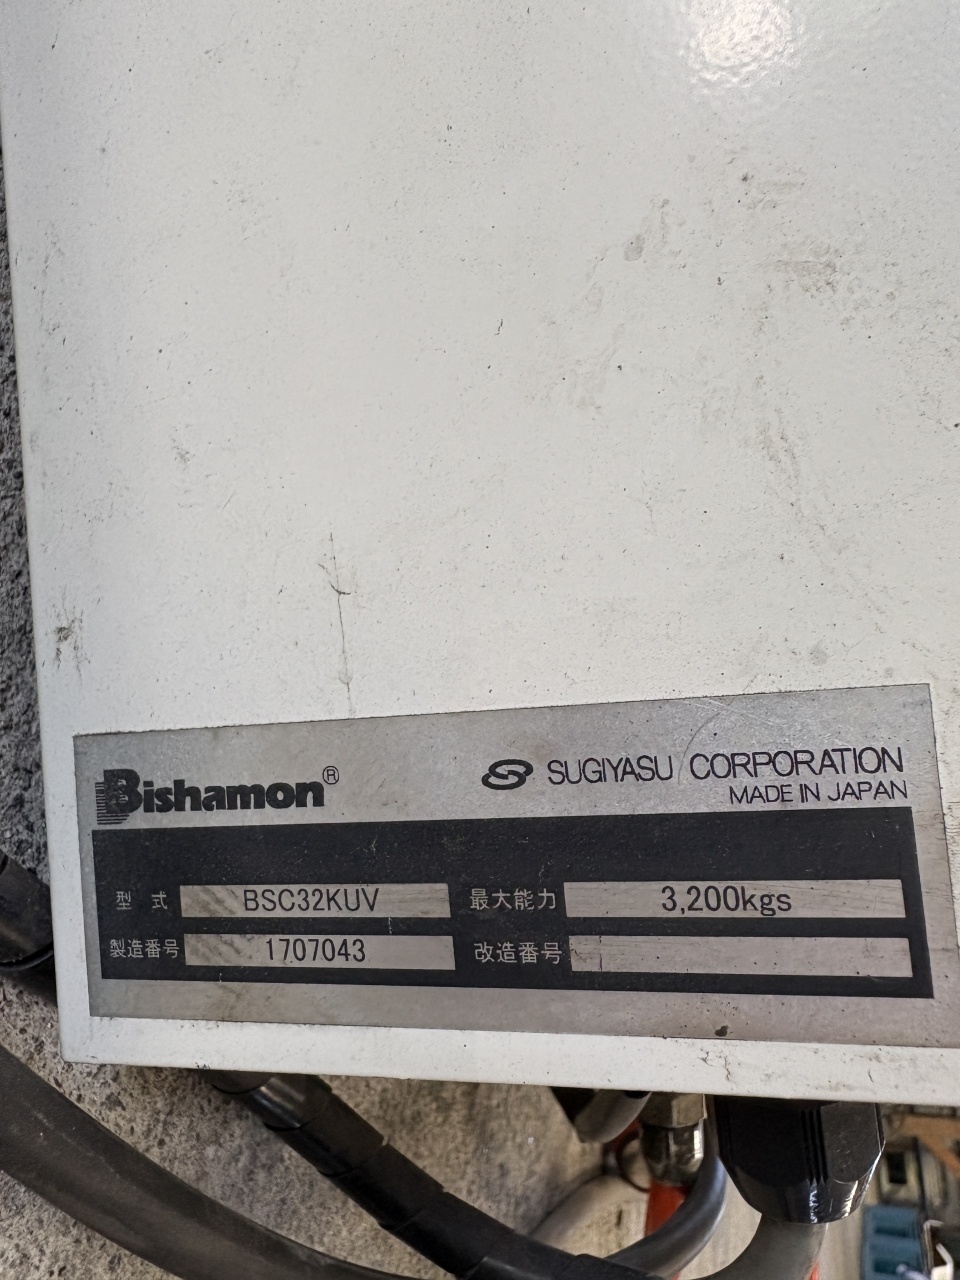 Bishamon®
SUGIYASU CORPORATION
MADE IN JAPAN
型式 BSC32KUV 最大能力 3,200kgs
製造番号 1707043 改造番号